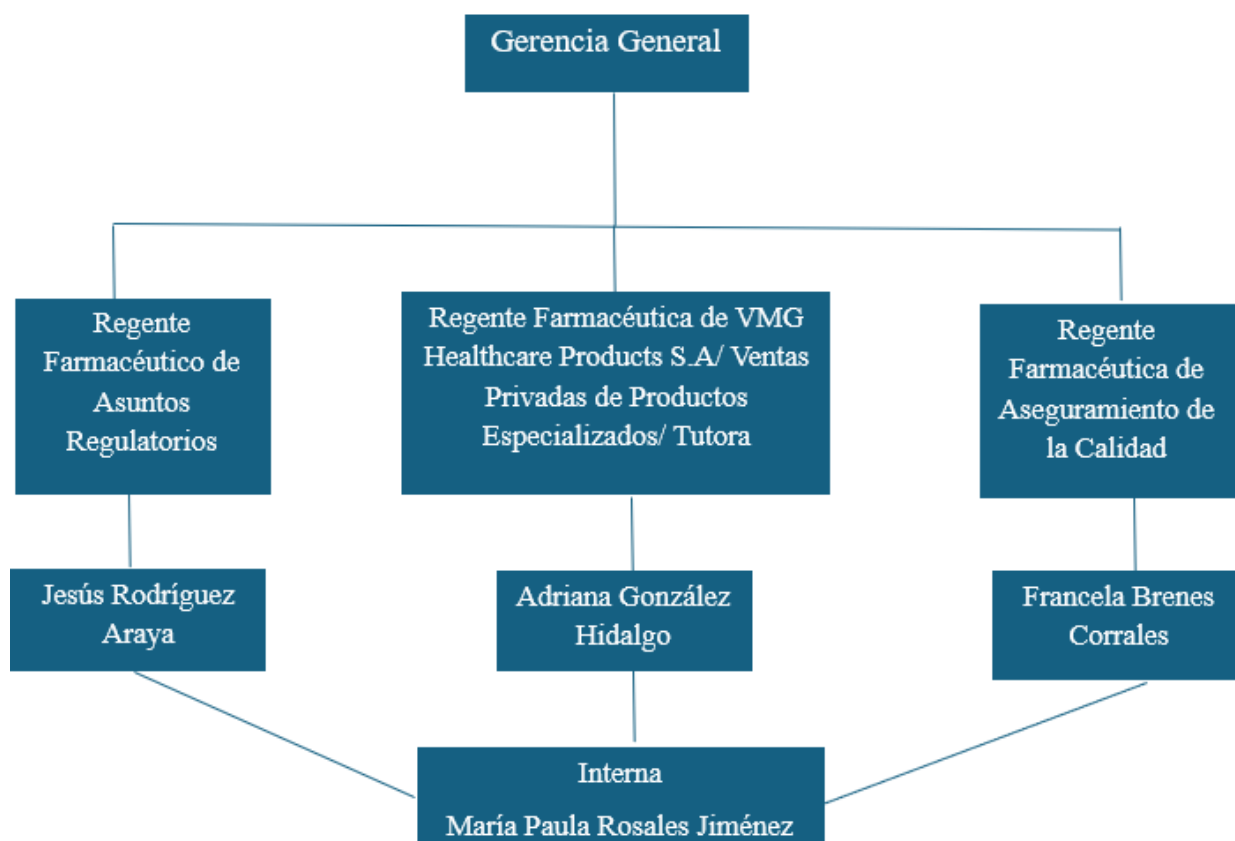 Gerencia General
Regente
Farmacéutico de
Asuntos
Regulatorios
Regente Farmacéutica de VMG
Healthcare Products S.A/ Ventas
Privadas de Productos
Especializados/ Tutora
Regente
Farmacéutica de
Aseguramiento de
la Calidad
Jesús Rodríguez
Araya
Adriana González
Hidalgo
Francela Brenes
Corrales
Interna
María Paula Rosales Jiménez